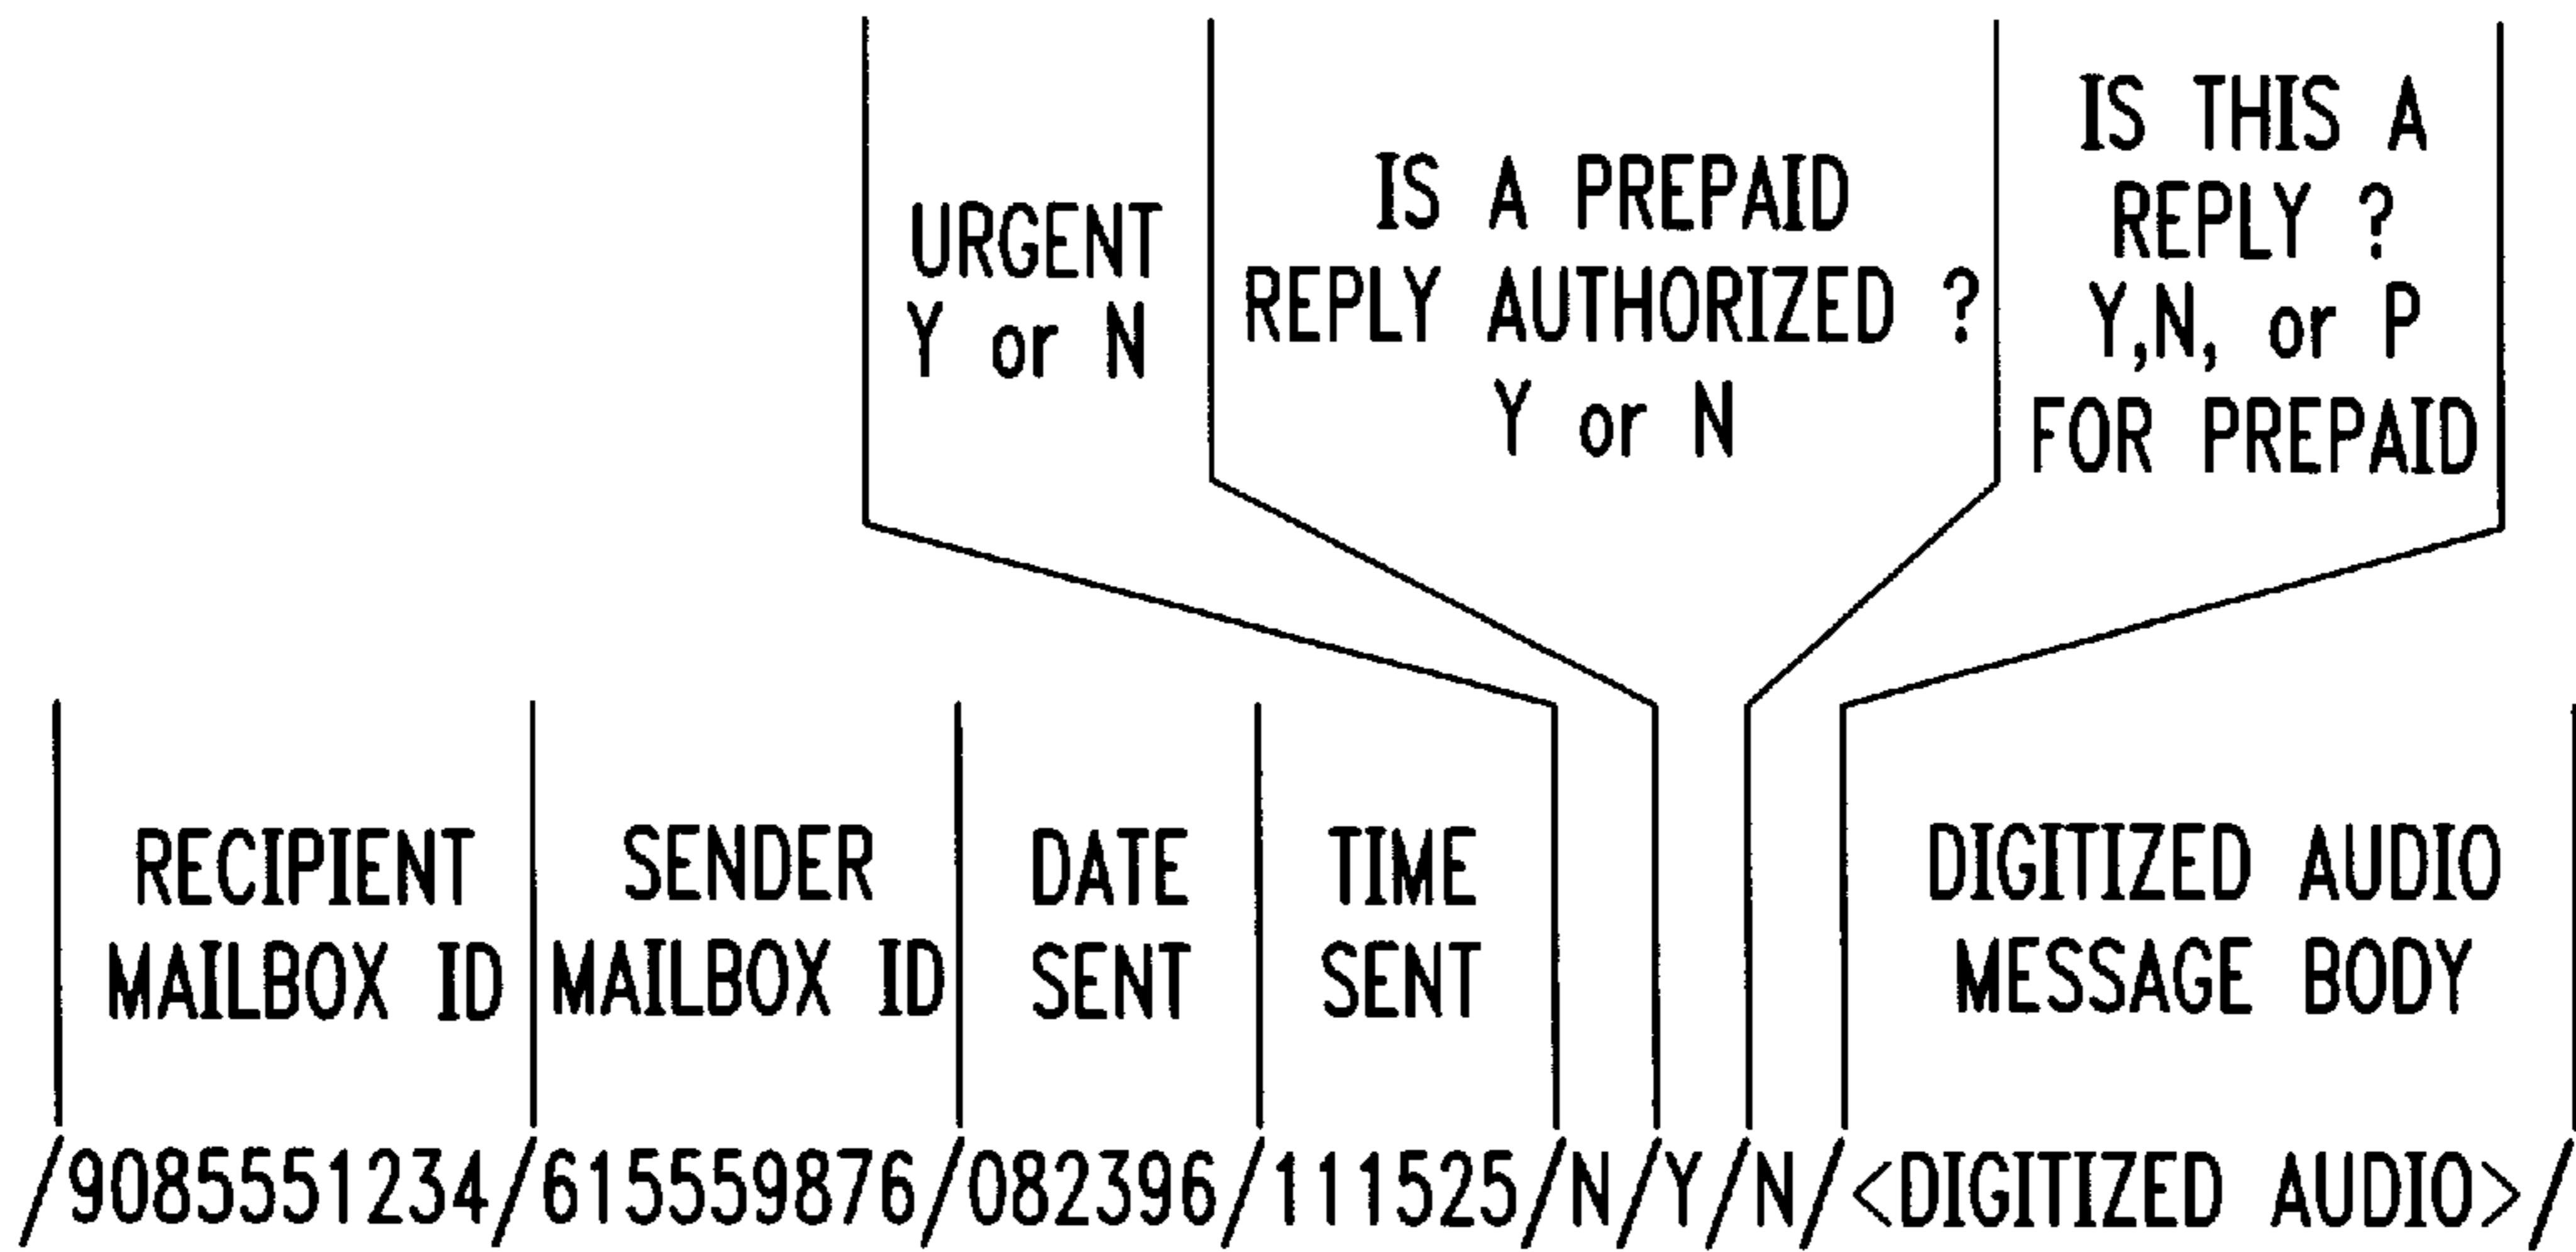 URGENT
Y or N
IS A PREPAID
REPLY AUTHORIZED ?
Y or N
IS THIS A
REPLY ?
Y,N, or P
FOR PREPAID
RECIPIENT
MAILBOX ID
SENDER
MAILBOX ID
DATE
SENT
TIME
SENT
DIGITIZED AUDIO
MESSAGE BODY
/9085551234/615559876/082396/111525/N/Y/N/<DIGITIZED AUDIO>/